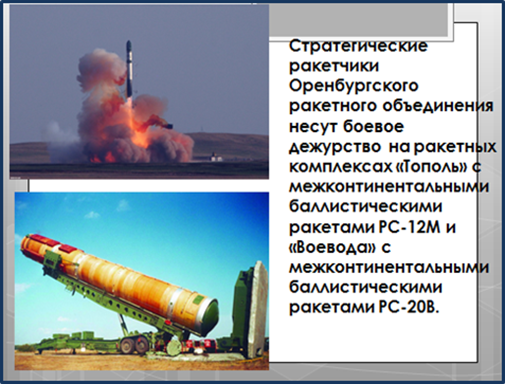 Стратегические
ракетчики
Оренбургского
ракетного объединения
несут боевое
дежурство на ракетных
комплексах «Тополь» с
межконтинентальными
баллистическими
ракетами РС-12М и
«Воевода» с
межконтинентальными
баллистическими
ракетами РС-20В.